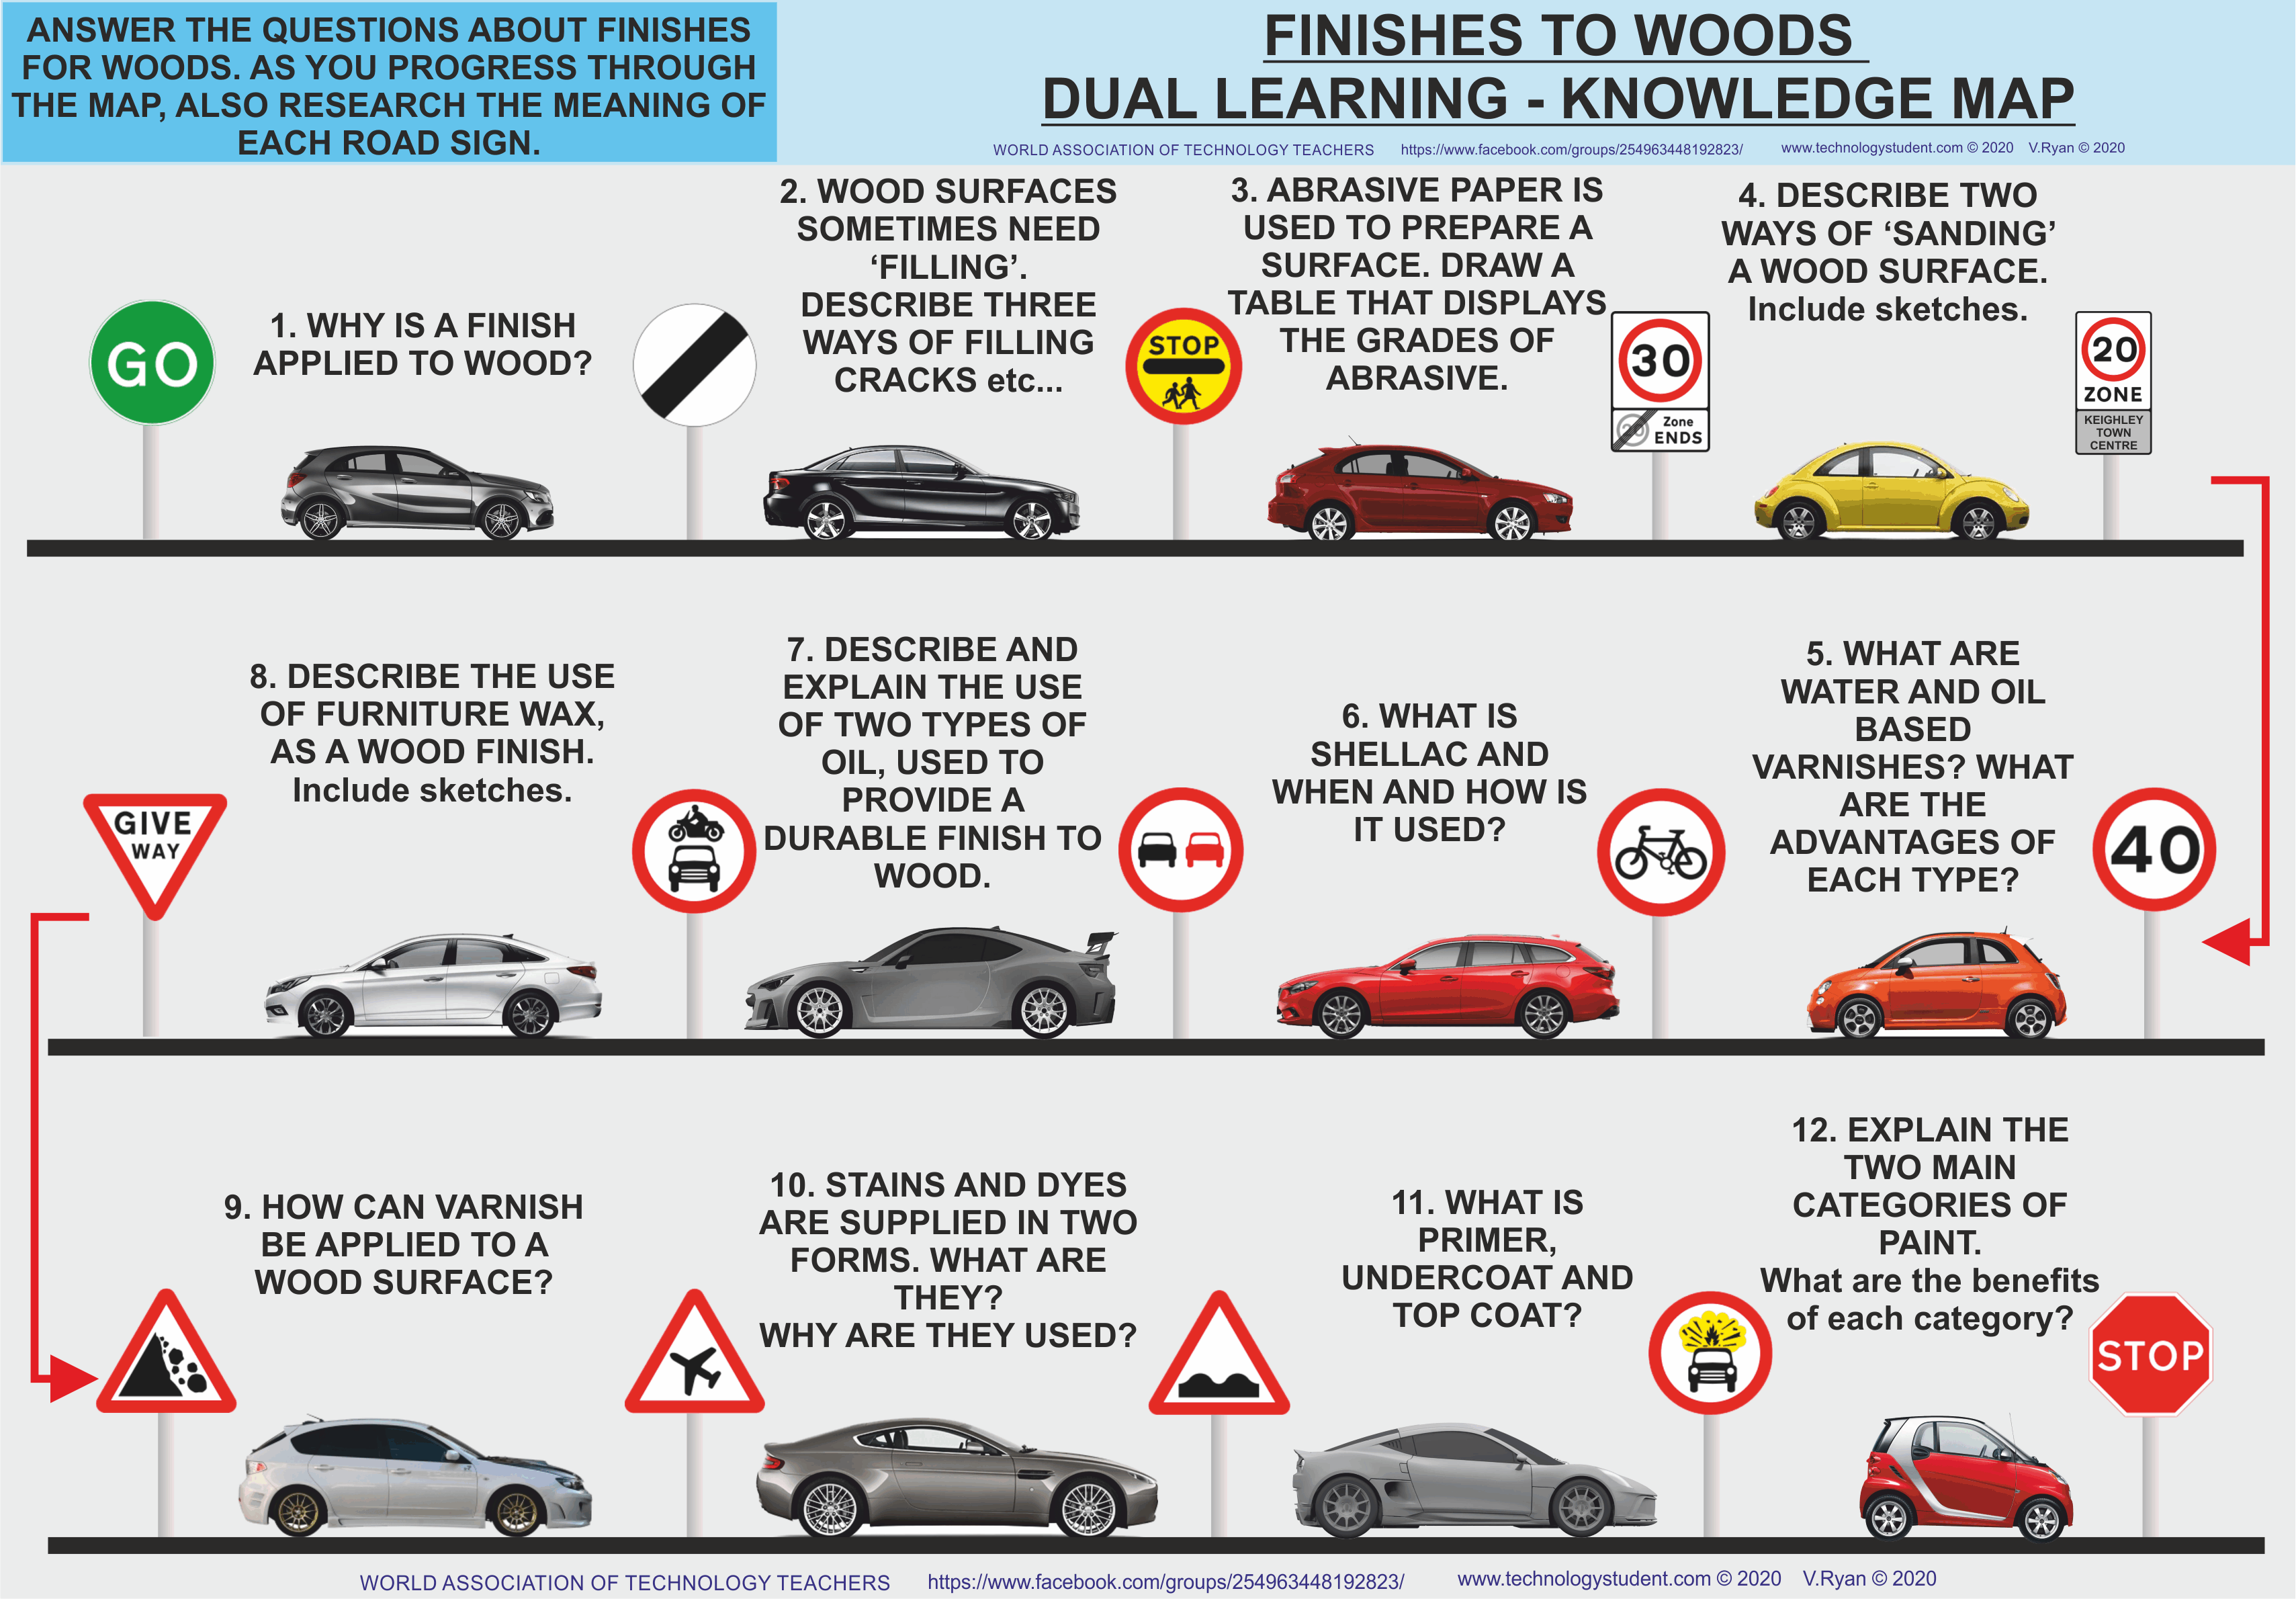 ANSWER THE QUESTIONS ABOUT FINISHES
FOR WOODS. AS YOU PROGRESS THROUGH
THE MAP, ALSO RESEARCH THE MEANING OF
EACH ROAD SIGN.
FINISHES TO WOODS
DUAL LEARNING - KNOWLEDGE MAP
WORLD ASSOCIATION OF TECHNOLOGY TEACHERS https://www.facebook.com/groups/254963448192823/ www.technologystudent.com © 2020 V.Ryan © 2020
GO
1. WHY IS A FINISH
APPLIED TO WOOD?
2. WOOD SURFACES
SOMETIMES NEED
‘FILLING’.
DESCRIBE THREE
WAYS OF FILLING
CRACKS etc...
STOP
3. ABRASIVE PAPER IS
USED TO PREPARE A
SURFACE. DRAW A
TABLE THAT DISPLAYS
THE GRADES OF
ABRASIVE.
30
20
Zone
ENDS
4. DESCRIBE TWO
WAYS OF ‘SANDING’
A WOOD SURFACE.
Include sketches.
20
ZONE
KEIGHLEY
TOWN
CENTRE
40
5. WHAT ARE
WATER AND OIL
BASED
VARNISHES? WHAT
ARE THE
ADVANTAGES OF
EACH TYPE?
6. WHAT IS
SHELLAC AND
WHEN AND HOW IS
IT USED?
7. DESCRIBE AND
EXPLAIN THE USE
OF TWO TYPES OF
OIL, USED TO
PROVIDE A
DURABLE FINISH TO
WOOD.
8. DESCRIBE THE USE
OF FURNITURE WAX,
AS A WOOD FINISH.
Include sketches.
GIVE
WAY
9. HOW CAN VARNISH
BE APPLIED TO A
WOOD SURFACE?
10. STAINS AND DYES
ARE SUPPLIED IN TWO
FORMS. WHAT ARE
THEY?
WHY ARE THEY USED?
11. WHAT IS
PRIMER,
UNDERCOAT AND
TOP COAT?
12. EXPLAIN THE
TWO MAIN
CATEGORIES OF
PAINT.
What are the benefits
of each category?
STOP
WORLD ASSOCIATION OF TECHNOLOGY TEACHERS https://www.facebook.com/groups/254963448192823/ www.technologystudent.com © 2020 V.Ryan © 2020